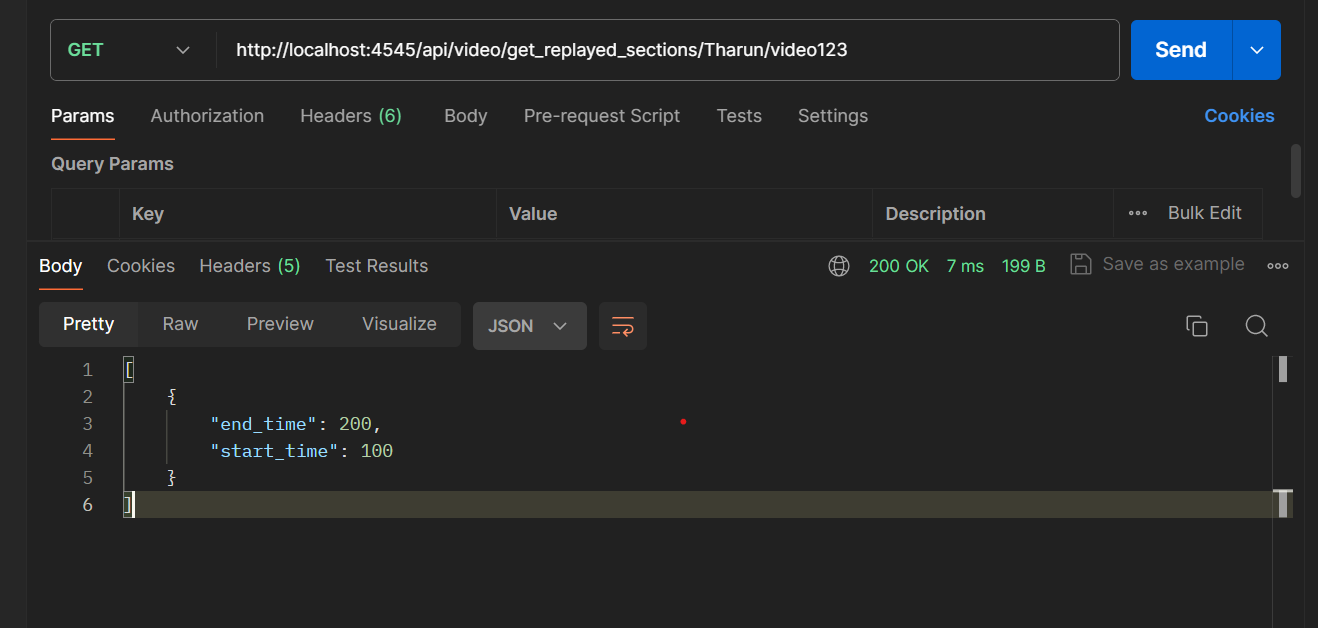 GET http://localhost:4545/api/video/get_replayed_sections/Tharun/video123 Send
Params Authorization Headers (6) Body Pre-request Script Tests Settings Cookies
Query Params
Key Value Description Bulk Edit
Body Cookies Headers (5) Test Results 200 OK 7 ms 199 B Save as example
Pretty Raw Preview Visualize JSON
1 [
2 {
3 "end_time": 200,
4 "start_time": 100
5 }
6 ]